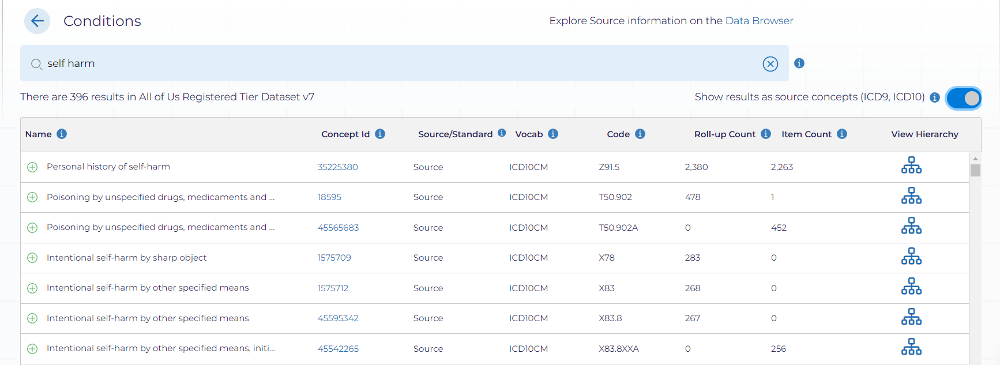 Conditions
Explore Source information on the Data Browser
self harm
There are 396 results in All of Us Registered Tier Dataset v7
Show results as source concepts (ICD9, ICD10)
Name Concept Id Source/Standard Vocab Code Roll-up Count Item Count View Hierarchy
Personal history of self-harm 35225380 Source ICD10CM Z91.5 2,380 2,263
Poisoning by unspecified drugs, medicaments and ... 18595 Source ICD10CM T50.902 478 1
Poisoning by unspecified drugs, medicaments and ... 45565683 Source ICD10CM T50.902A 0 452
Intentional self-harm by sharp object 1575709 Source ICD10CM X78 283 0
Intentional self-harm by other specified means 1575712 Source ICD10CM X83 268 0
Intentional self-harm by other specified means 45595342 Source ICD10CM X83.8 267 0
Intentional self-harm by other specified means, initi... 45542265 Source ICD10CM X83.8XXA 0 256